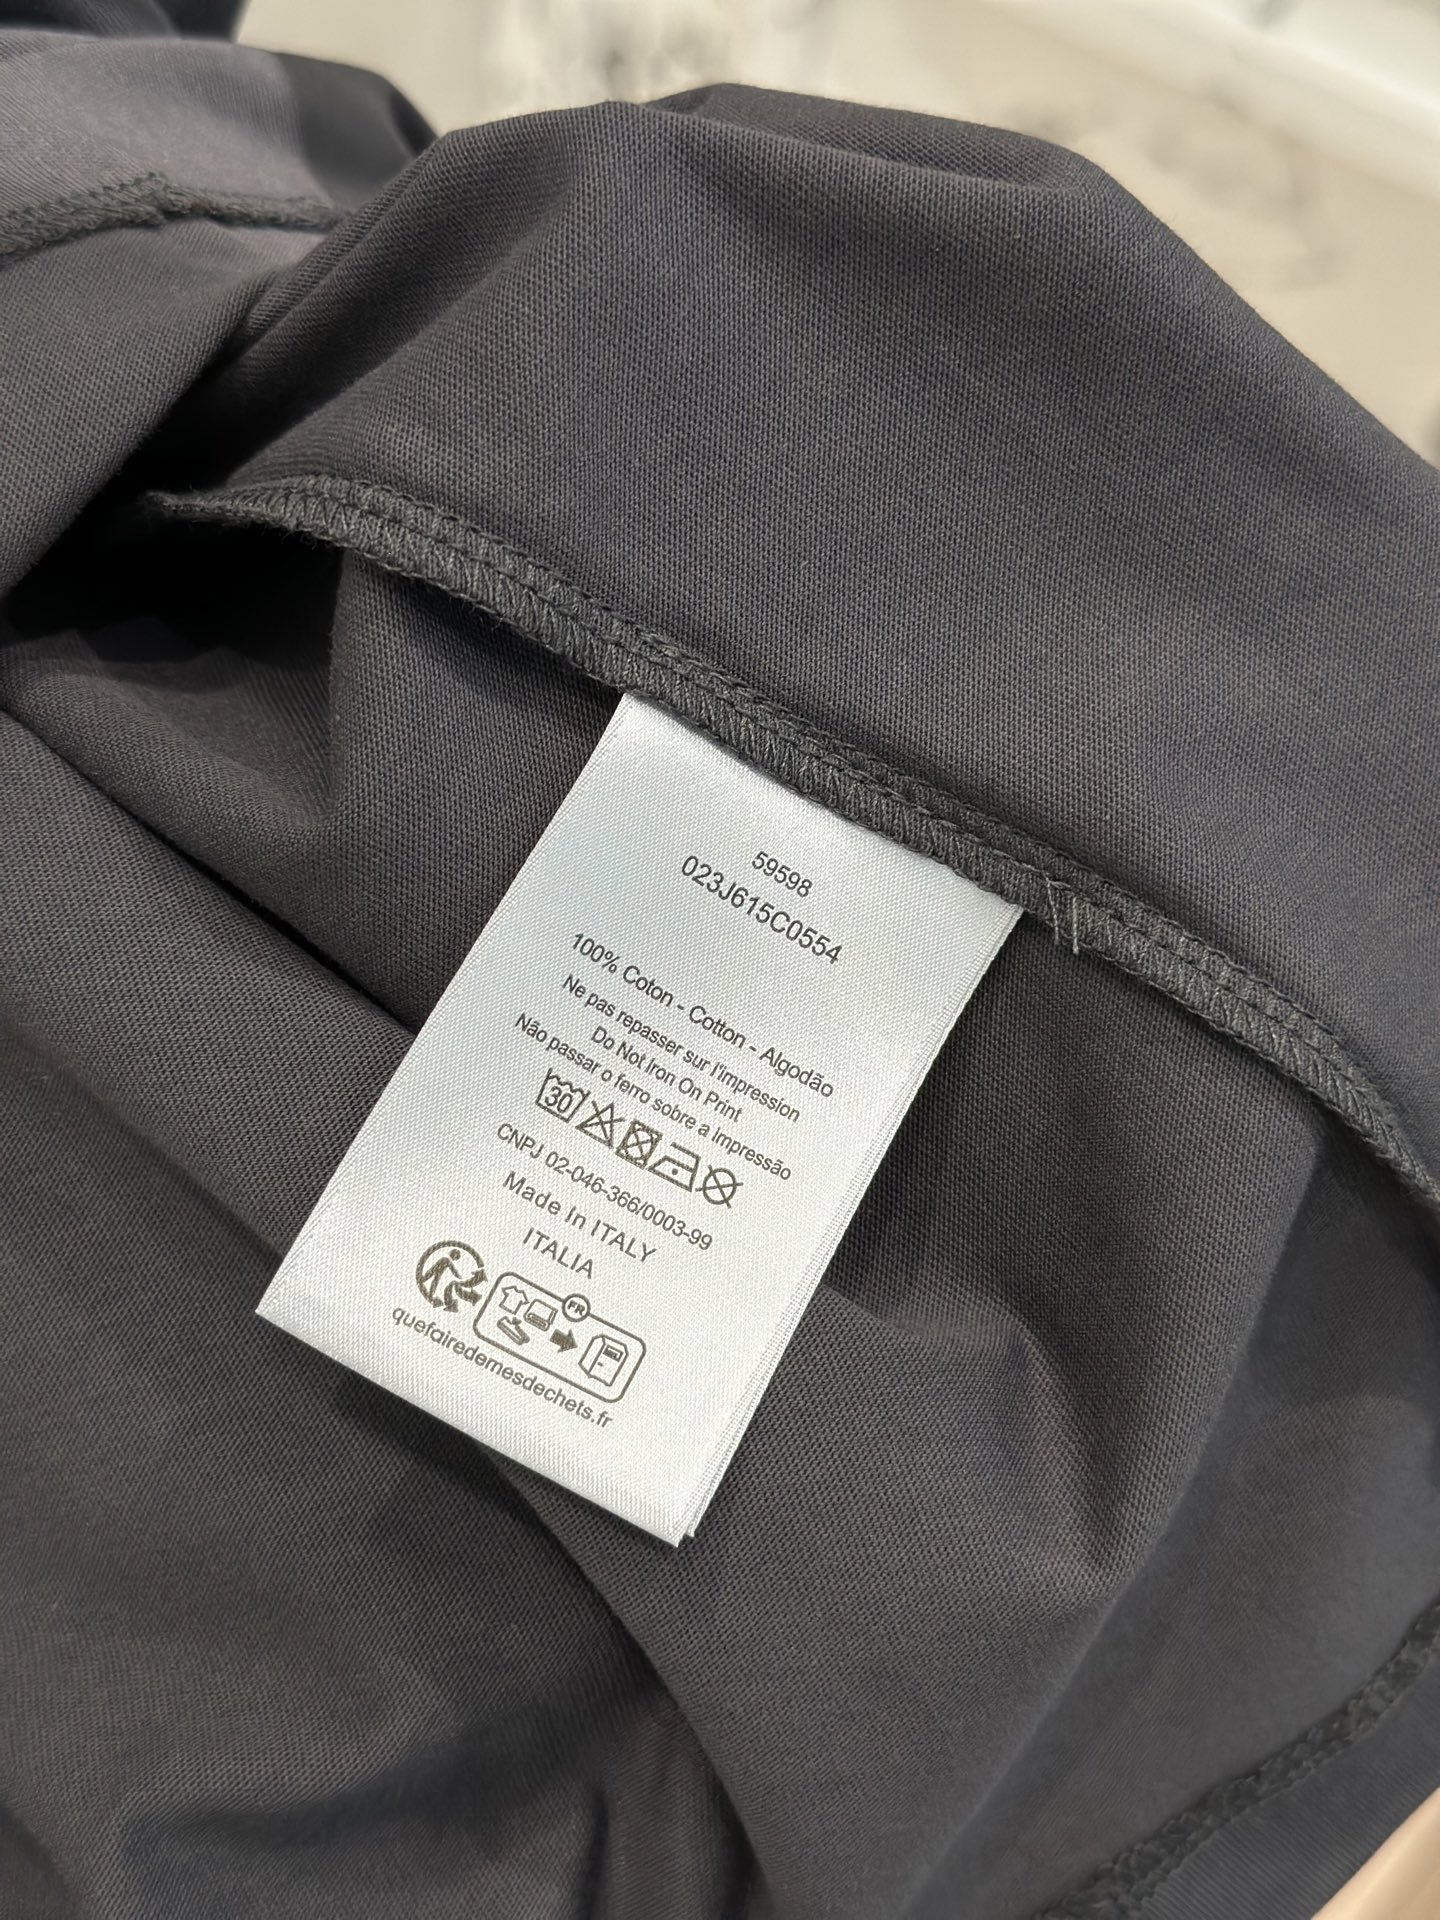 59598
023J615C0554
100% Coton - Cotton - Algodão
Ne pas repasser sur l'Impression
Do Not Iron On Print
Não passar o ferro sobre a Impressão
30
CNPJ 02-046-366/0003-99
Made In ITALY
ITALIA
FR
quefairedemesdechets.fr